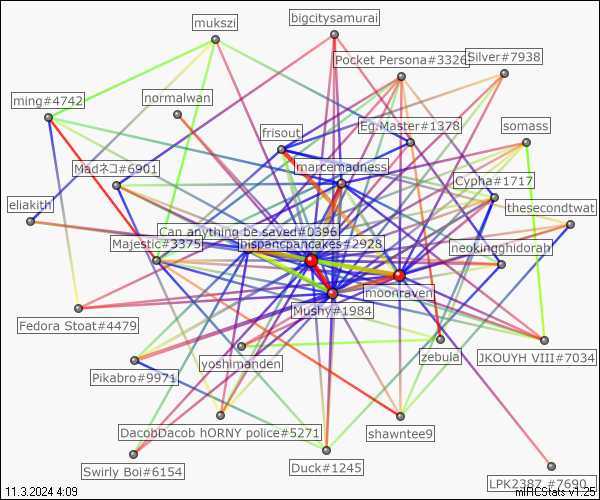 mukszi
bigcitysamurai
Pocket Persona#3326
Silver#7938
ming#4742
normalwan
frisout
Eg.Master#1378
somass
marcemadness
Madネコ#6901
Cypha#1717
eliakith
thesecondtwat
Can anything be saved#0396
Majestic#3375
hispancpancakes#2928
neokingghidorah
moonraven
Mushy#1984
Fedora Stoat#4479
yoshimanden
zebula
JKOUYH VIII#7034
Pikabro#9971
DacobDacob hORNY police#5271
shawntee9
Swirly Boi#6154
Duck#1245
LPK2387 #7690
11.3.2024 4:09
mIRCStats v1.25